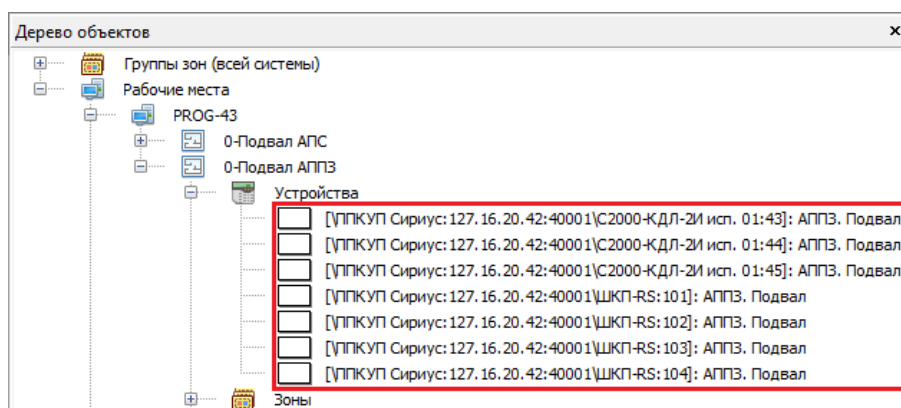 Дерево объектов
Группы зон (всей системы)
Рабочие места
PROG-43
0-Подвал АПС
0-Подвал АППЗ
Устройства
[\ППКУП Сириус:127.16.20.42:40001\С2000-КДЛ-2И исп. 01:43]: АППЗ. Подвал
[\ППКУП Сириус:127.16.20.42:40001\С2000-КДЛ-2И исп. 01:44]: АППЗ. Подвал
[\ППКУП Сириус:127.16.20.42:40001\С2000-КДЛ-2И исп. 01:45]: АППЗ. Подвал
[\ППКУП Сириус:127.16.20.42:40001\ШКП-RS:101]: АППЗ. Подвал
[\ППКУП Сириус:127.16.20.42:40001\ШКП-RS:102]: АППЗ. Подвал
[\ППКУП Сириус:127.16.20.42:40001\ШКП-RS:103]: АППЗ. Подвал
[\ППКУП Сириус:127.16.20.42:40001\ШКП-RS:104]: АППЗ. Подвал
Зоны